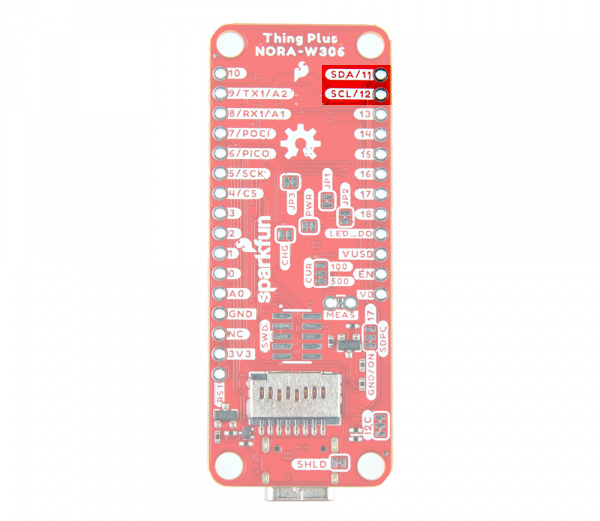 Thing Plus
NORA-W306
10
SDA/11
9/TX1/A2
SCL/12
8/RX1/A1
13
7/POCI
14
6/PICO
15
5/SCK
16
4/CS
17
3
18
2
LED_DO
1
VUSB
0
EN
A0
VB
GND
NC
3V3
RST
JP3
PWR
JP1
JP2
CHG
sparkfun
CUR
100
500
MEAS
SWD
17
SDPC
GND/ON
I2C
SHLD